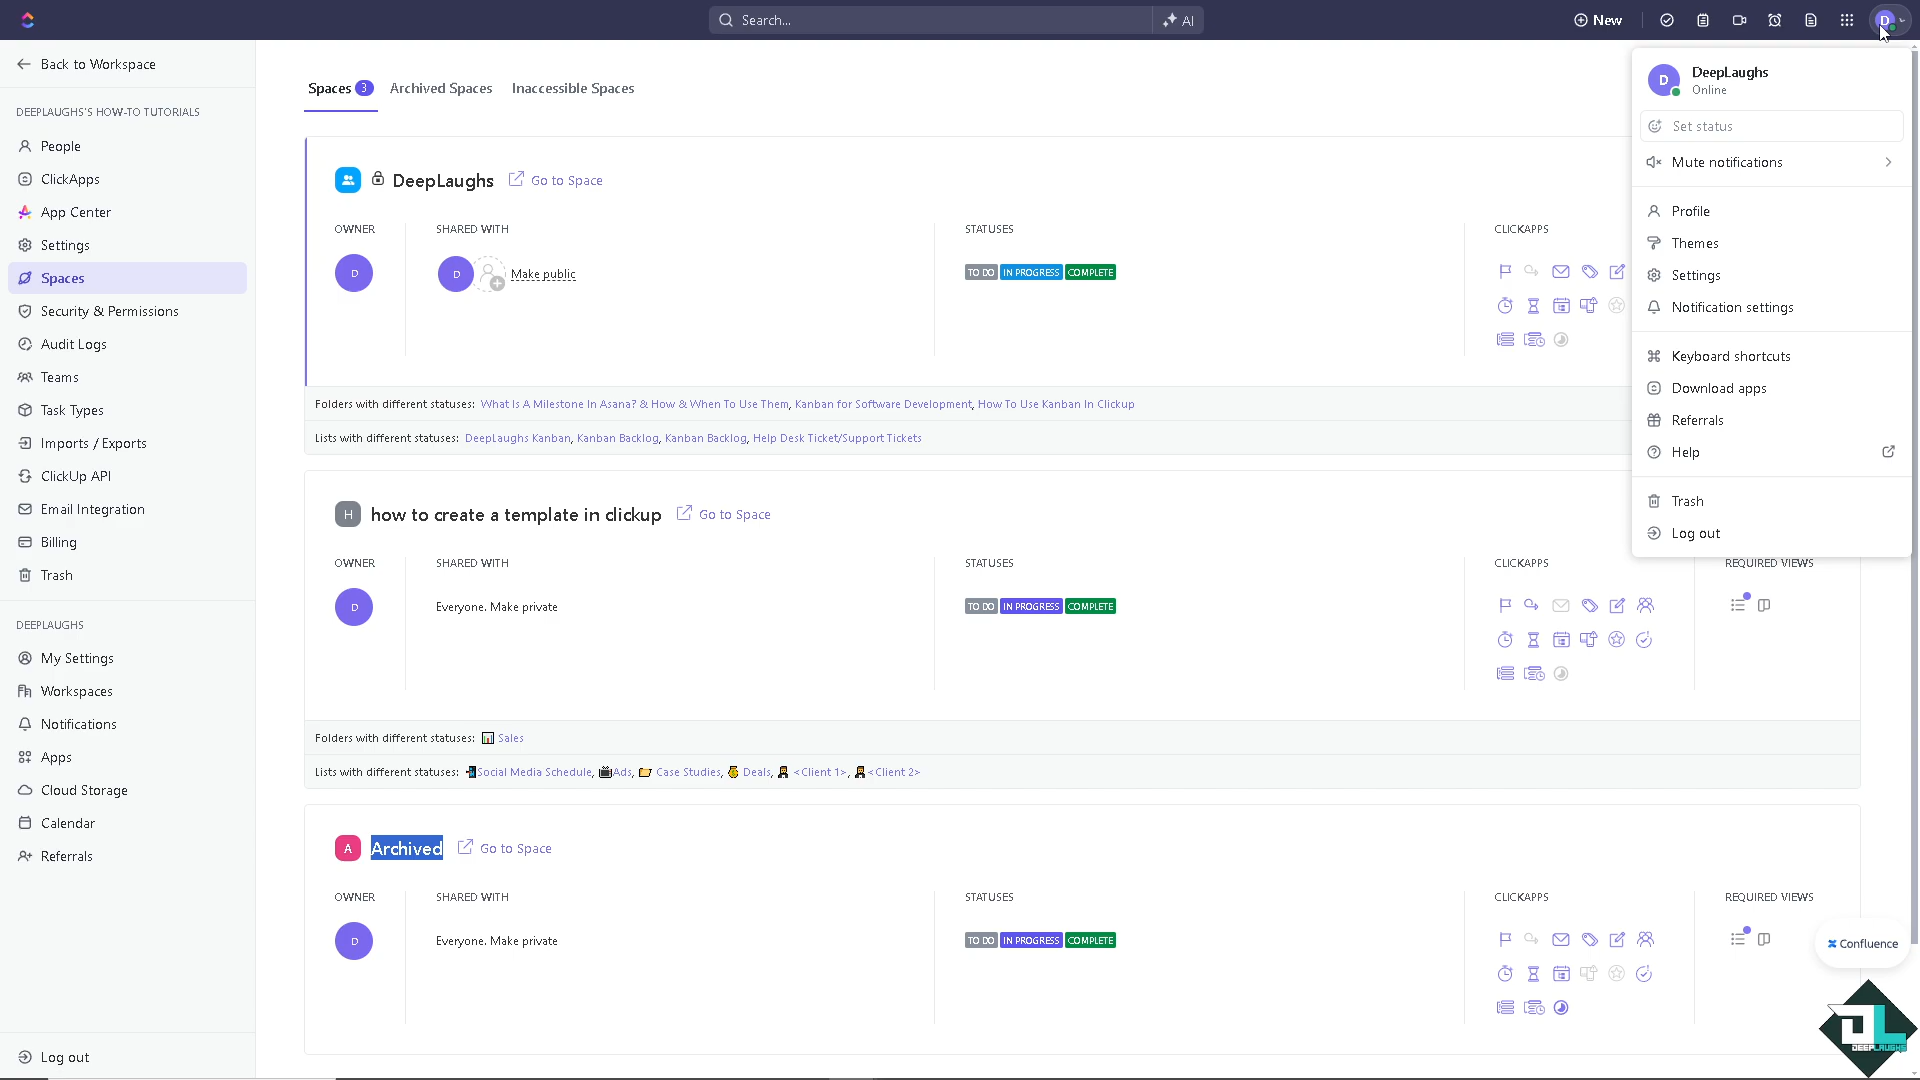 Search...
AI
New
D
Back to Workspace
DEEPLAUGHS'S HOW-TO TUTORIALS
People
ClickApps
App Center
Settings
Spaces
Security & Permissions
Audit Logs
Teams
Task Types
Imports / Exports
ClickUp API
Email Integration
Billing
Trash
DEEPLAUGHS
My Settings
Workspaces
Notifications
Apps
Cloud Storage
Calendar
Referrals
Log out
Spaces 3 Archived Spaces Inaccessible Spaces
DeepLaughs Go to Space
OWNER SHARED WITH STATUSES CLICKAPPS
D D Make public TO DO IN PROGRESS COMPLETE
Folders with different statuses: What Is A Milestone In Asana? & How & When To Use Them, Kanban for Software Development, How To Use Kanban In Clickup
Lists with different statuses: DeepLaughs Kanban, Kanban Backlog, Kanban Backlog, Help Desk Ticket/Support Tickets
H how to create a template in clickup Go to Space
OWNER SHARED WITH STATUSES CLICKAPPS REQUIRED VIEWS
D Everyone. Make private TO DO IN PROGRESS COMPLETE
Folders with different statuses: Sales
Lists with different statuses: Social Media Schedule, Ads, Case Studies, Deals, <Client 1>, <Client 2>
A Archived Go to Space
OWNER SHARED WITH STATUSES CLICKAPPS REQUIRED VIEWS
D Everyone. Make private TO DO IN PROGRESS COMPLETE
D DeepLaughs
Online
Set status
Mute notifications
Profile
Themes
Settings
Notification settings
Keyboard shortcuts
Download apps
Referrals
Help
Trash
Log out
Confluence
DL
DEEPLAUGHS